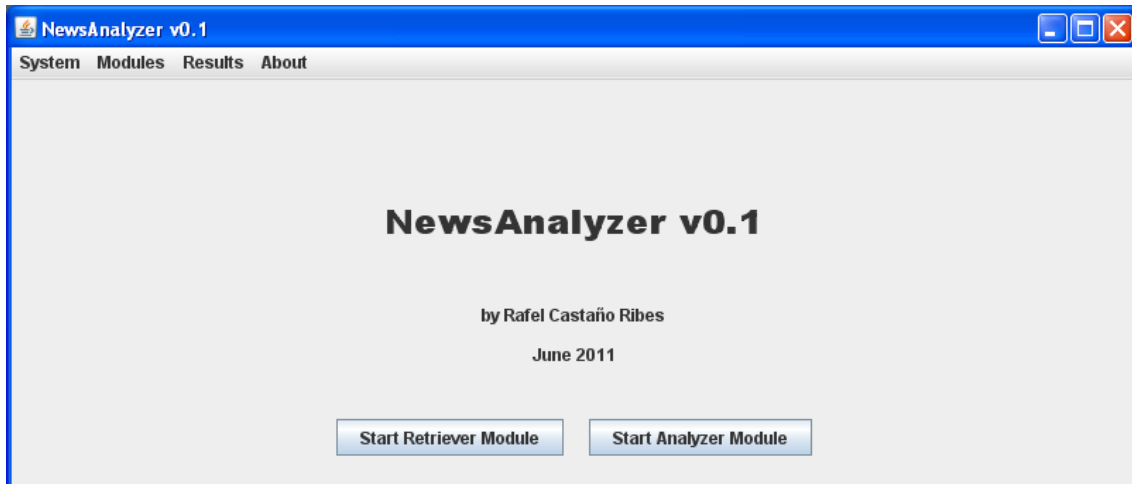 NewsAnalyzer v0.1
System Modules Results About
NewsAnalyzer v0.1
by Rafel Castaño Ribes
June 2011
Start Retriever Module Start Analyzer Module